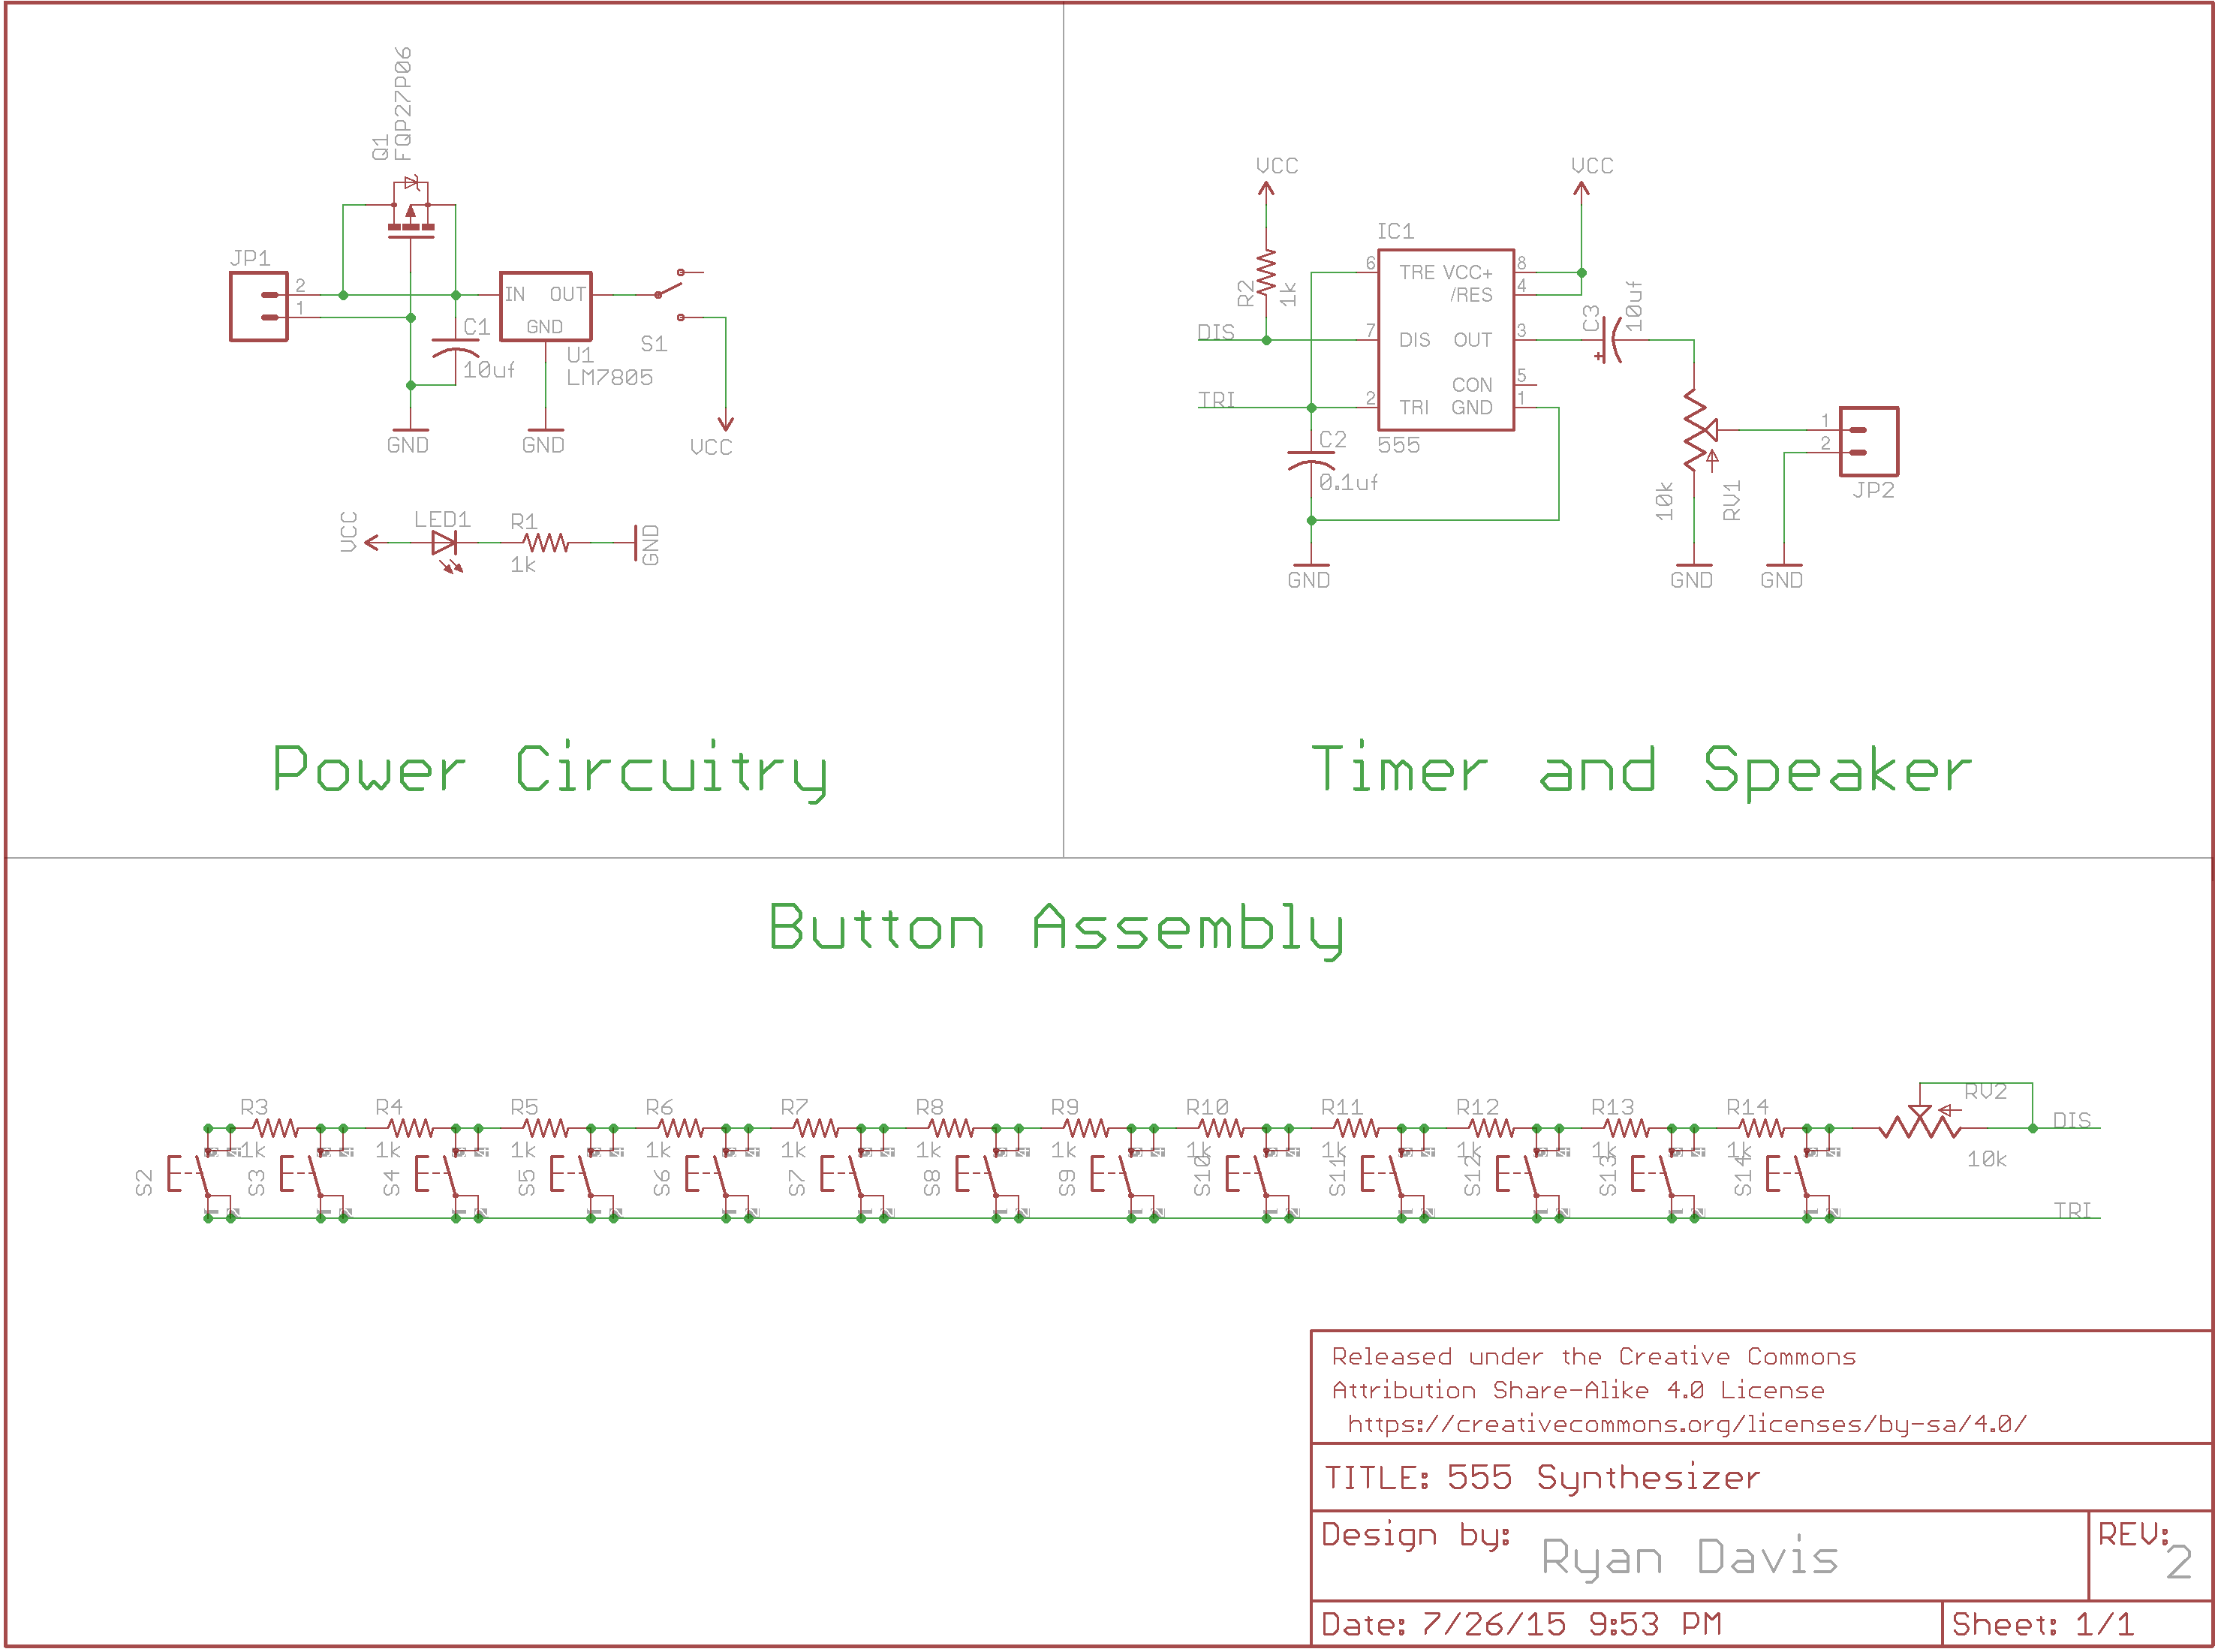 Q1
FQP27P06
JP1
2
1
IN OUT
GND
C1
10uf
U1
LM7805
S1
GND
GND
VCC
VCC
LED1
R1
1k
GND
Power Circuitry
VCC
VCC
IC1
R2
1k
6
TRE VCC+
8
/RES
4
C3
10uf
DIS
7
DIS OUT
3
CON
5
TRI
2
TRI GND
1
C2
0.1uf
555
10k
RV1
1
2
JP2
GND
GND
GND
Timer and Speaker
Button Assembly
R3 R4 R5 R6 R7 R8 R9 R10 R11 R12 R13 R14 RV2
DIS
1k 1k 1k 1k 1k 1k 1k 1k 1k 1k 1k 1k 10k
S2 S3 S4 S5 S6 S7 S8 S9 S10 S11 S12 S13 S14
TRI
Released under the Creative Commons
Attribution Share-Alike 4.0 License
https://creativecommons.org/licenses/by-sa/4.0/
TITLE: 555 Synthesizer
Design by: Ryan Davis
REV: 2
Date: 7/26/15 9:53 PM
Sheet: 1/1